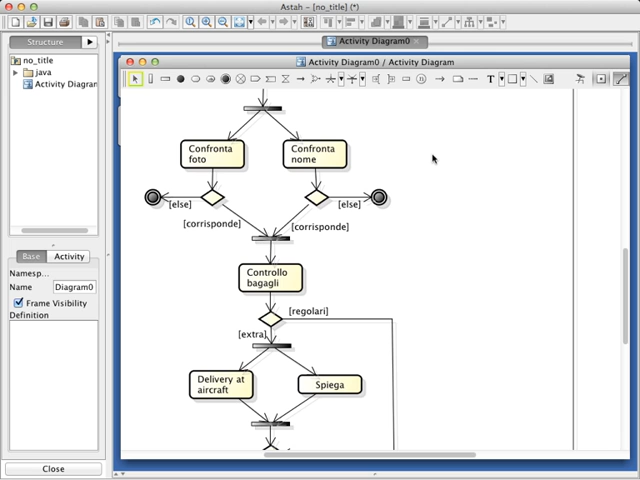 Astah - [no_title] (*)
Structure
no_title
java
Activity Diagram
Base
Activity
Namesp...
Name
Diagram0
Frame Visibility
Definition
Close
Activity Diagram0
Activity Diagram0 / Activity Diagram
T
Confronta
foto
Confronta
nome
[else]
[else]
[corrisponde]
[corrisponde]
Controllo
bagagli
[regolari]
[extra]
Delivery at
aircraft
Spiega